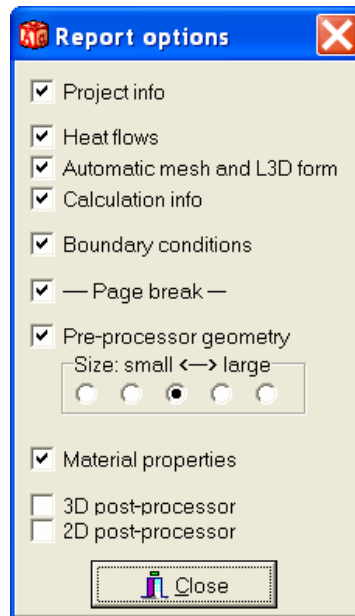 Report options
Project info
Heat flows
Automatic mesh and L3D form
Calculation info
Boundary conditions
--- Page break ---
Pre-processor geometry
Size: small <---> large
Material properties
3D post-processor
2D post-processor
Close